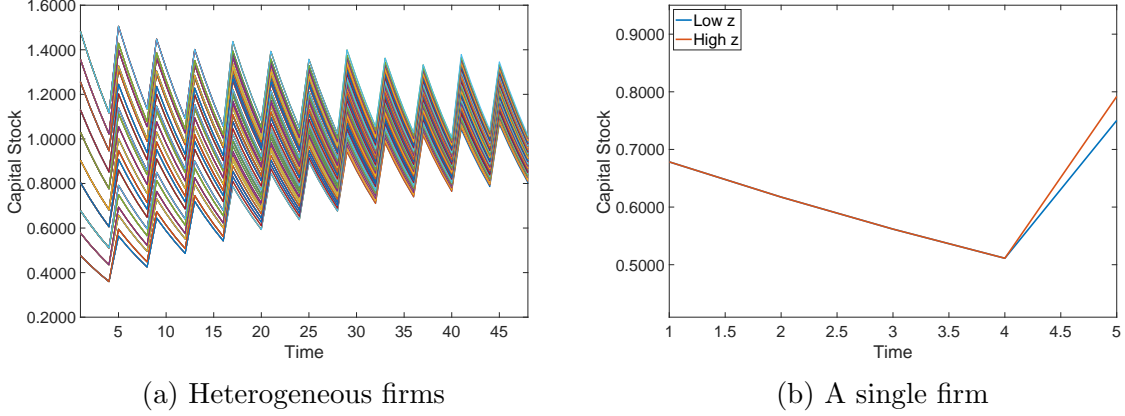 1.6000
1.4000
1.2000
1.0000
0.8000
0.6000
0.4000
0.2000
Capital Stock
5 10 15 20 25 30 35 40 45
Time
(a) Heterogeneous firms
Low z
High z
0.9000
0.8000
0.7000
0.6000
0.5000
Capital Stock
1 1.5 2 2.5 3 3.5 4 4.5 5
Time
(b) A single firm